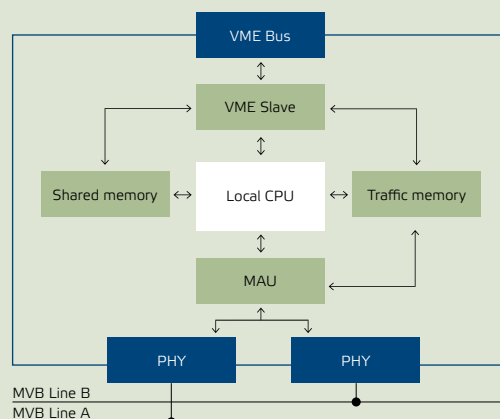 VME Bus
VME Slave
Shared memory
Local CPU
Traffic memory
MAU
PHY
PHY
MVB Line B
MVB Line A